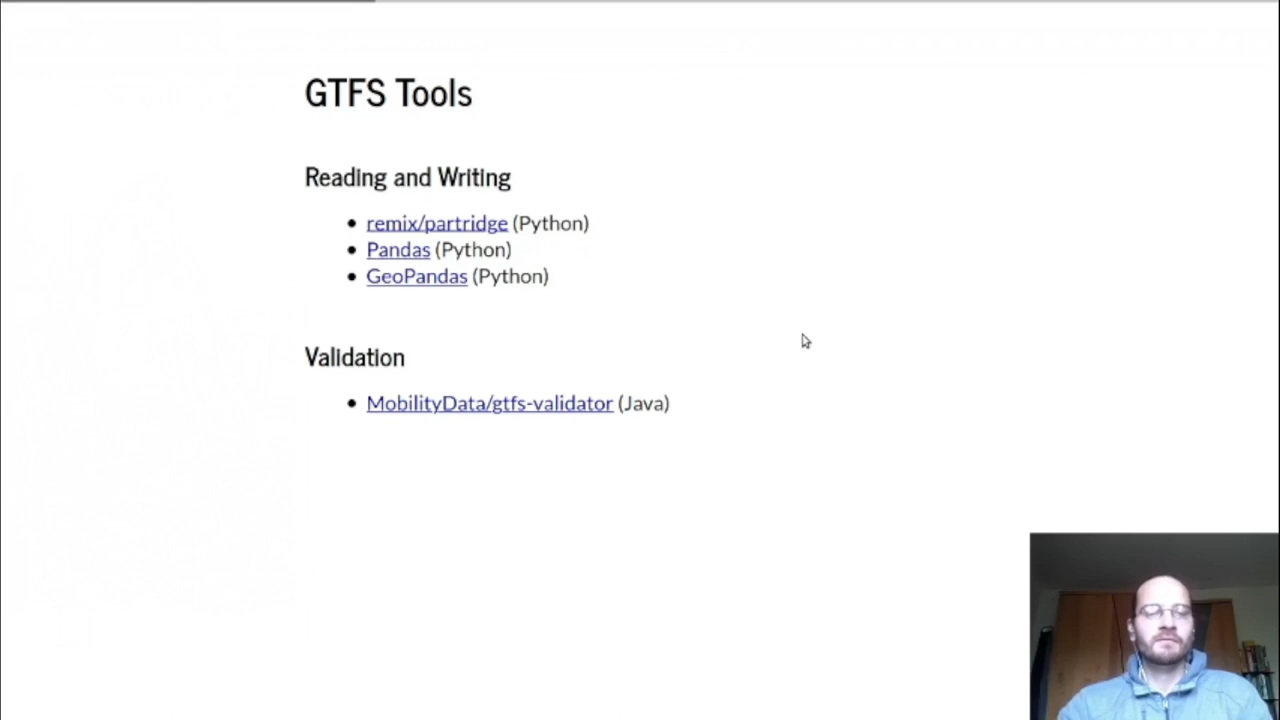 GTFS Tools
Reading and Writing
remix/partridge (Python)
Pandas (Python)
GeoPandas (Python)
Validation
MobilityData/gtfs-validator (Java)